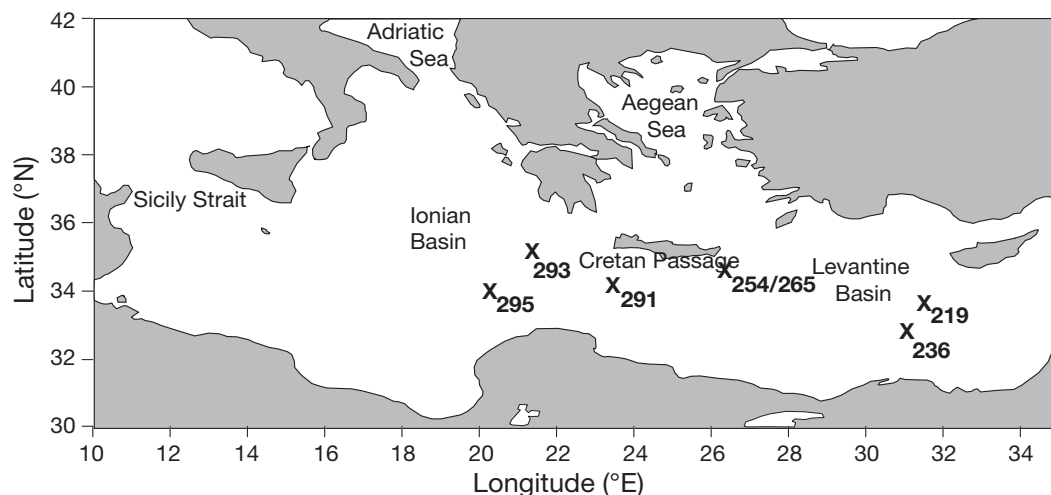 42
Adriatic
Sea
40
Aegean
Sea
38
Sicily Strait
36
Ionian
Basin
Cretan Passage
293
Levantine
Basin
254/265
34
295
291
219
236
32
30
10
12
14
16
18
20
22
24
26
28
30
32
34
Latitude (°N)
Longitude (°E)
X
X
X
X
X
X